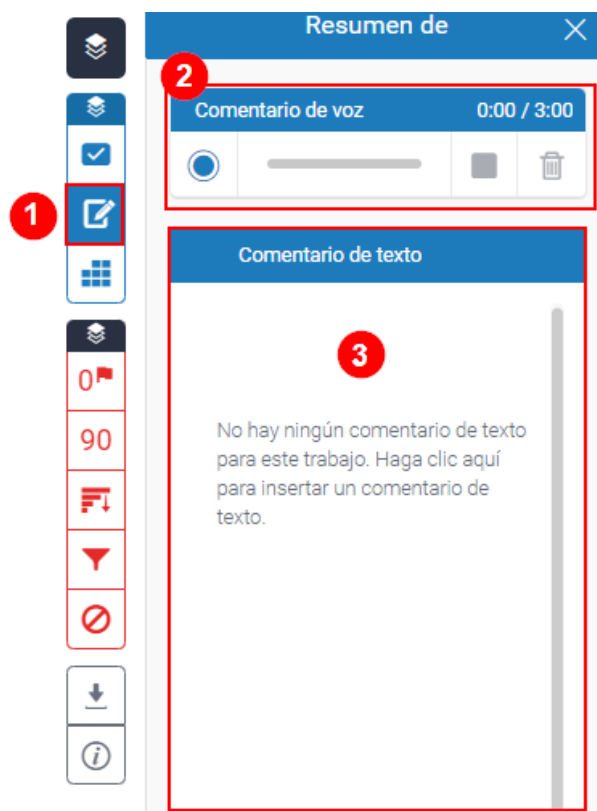 Resumen de
2
Comentario de voz 0:00 / 3:00
1
Comentario de texto
3
0
90
No hay ningún comentario de texto
para este trabajo. Haga clic aquí
para insertar un comentario de
texto.
i